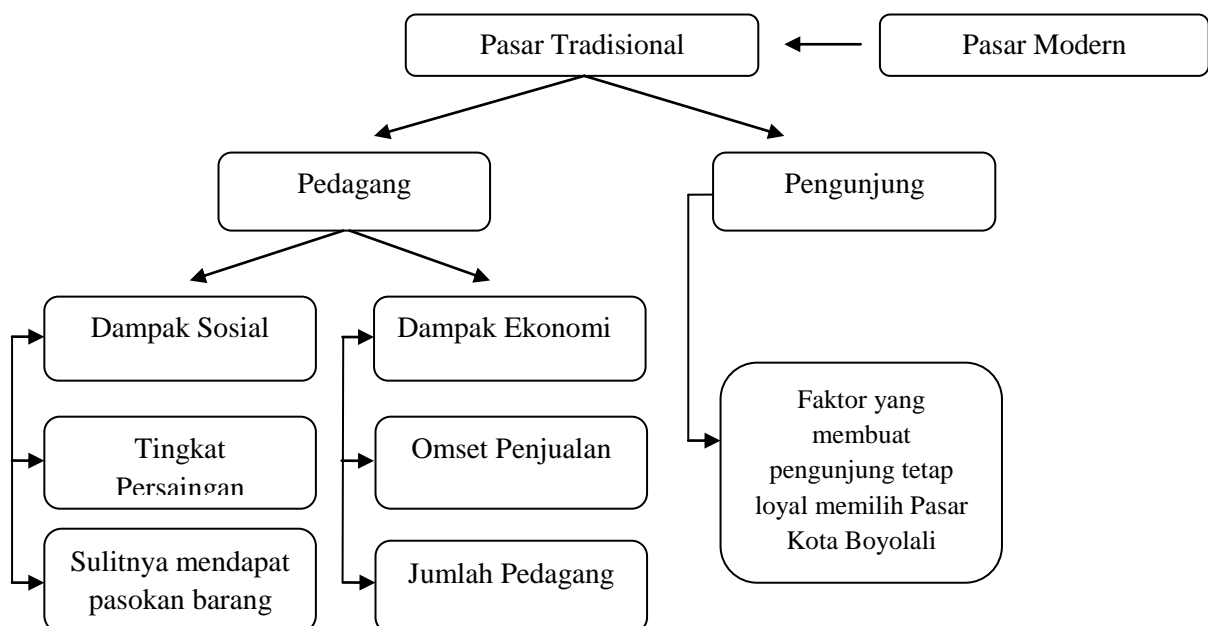 Pasar Tradisional
Pasar Modern
Pedagang
Pengunjung
Dampak Sosial
Dampak Ekonomi
Tingkat
Persaingan
Omset Penjualan
Faktor yang
membuat
pengunjung tetap
loyal memilih Pasar
Kota Boyolali
Sulitnya mendapat
pasokan barang
Jumlah Pedagang